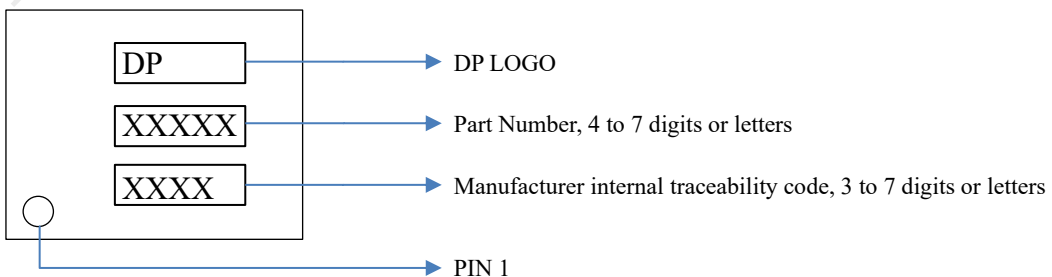 DP DP LOGO
XXXXX Part Number, 4 to 7 digits or letters
XXXX Manufacturer internal traceability code, 3 to 7 digits or letters
PIN 1